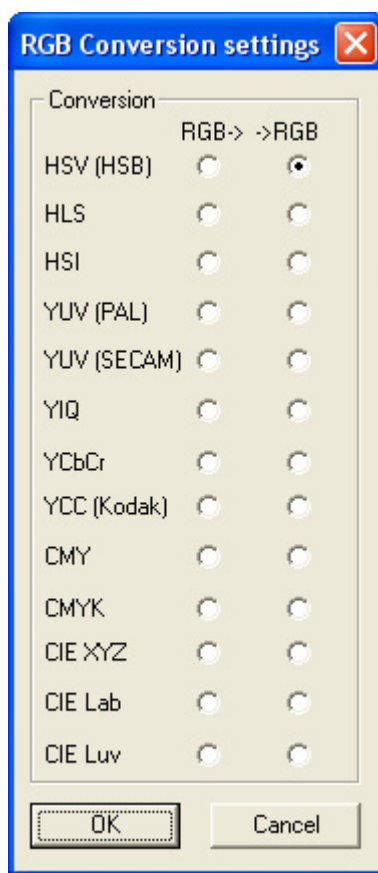 RGB Conversion settings
Conversion
RGB-> ->RGB
HSV (HSB)
HLS
HSI
YUV (PAL)
YUV (SECAM)
YIQ
YCbCr
YCC (Kodak)
CMY
CMYK
CIE XYZ
CIE Lab
CIE Luv
OK Cancel